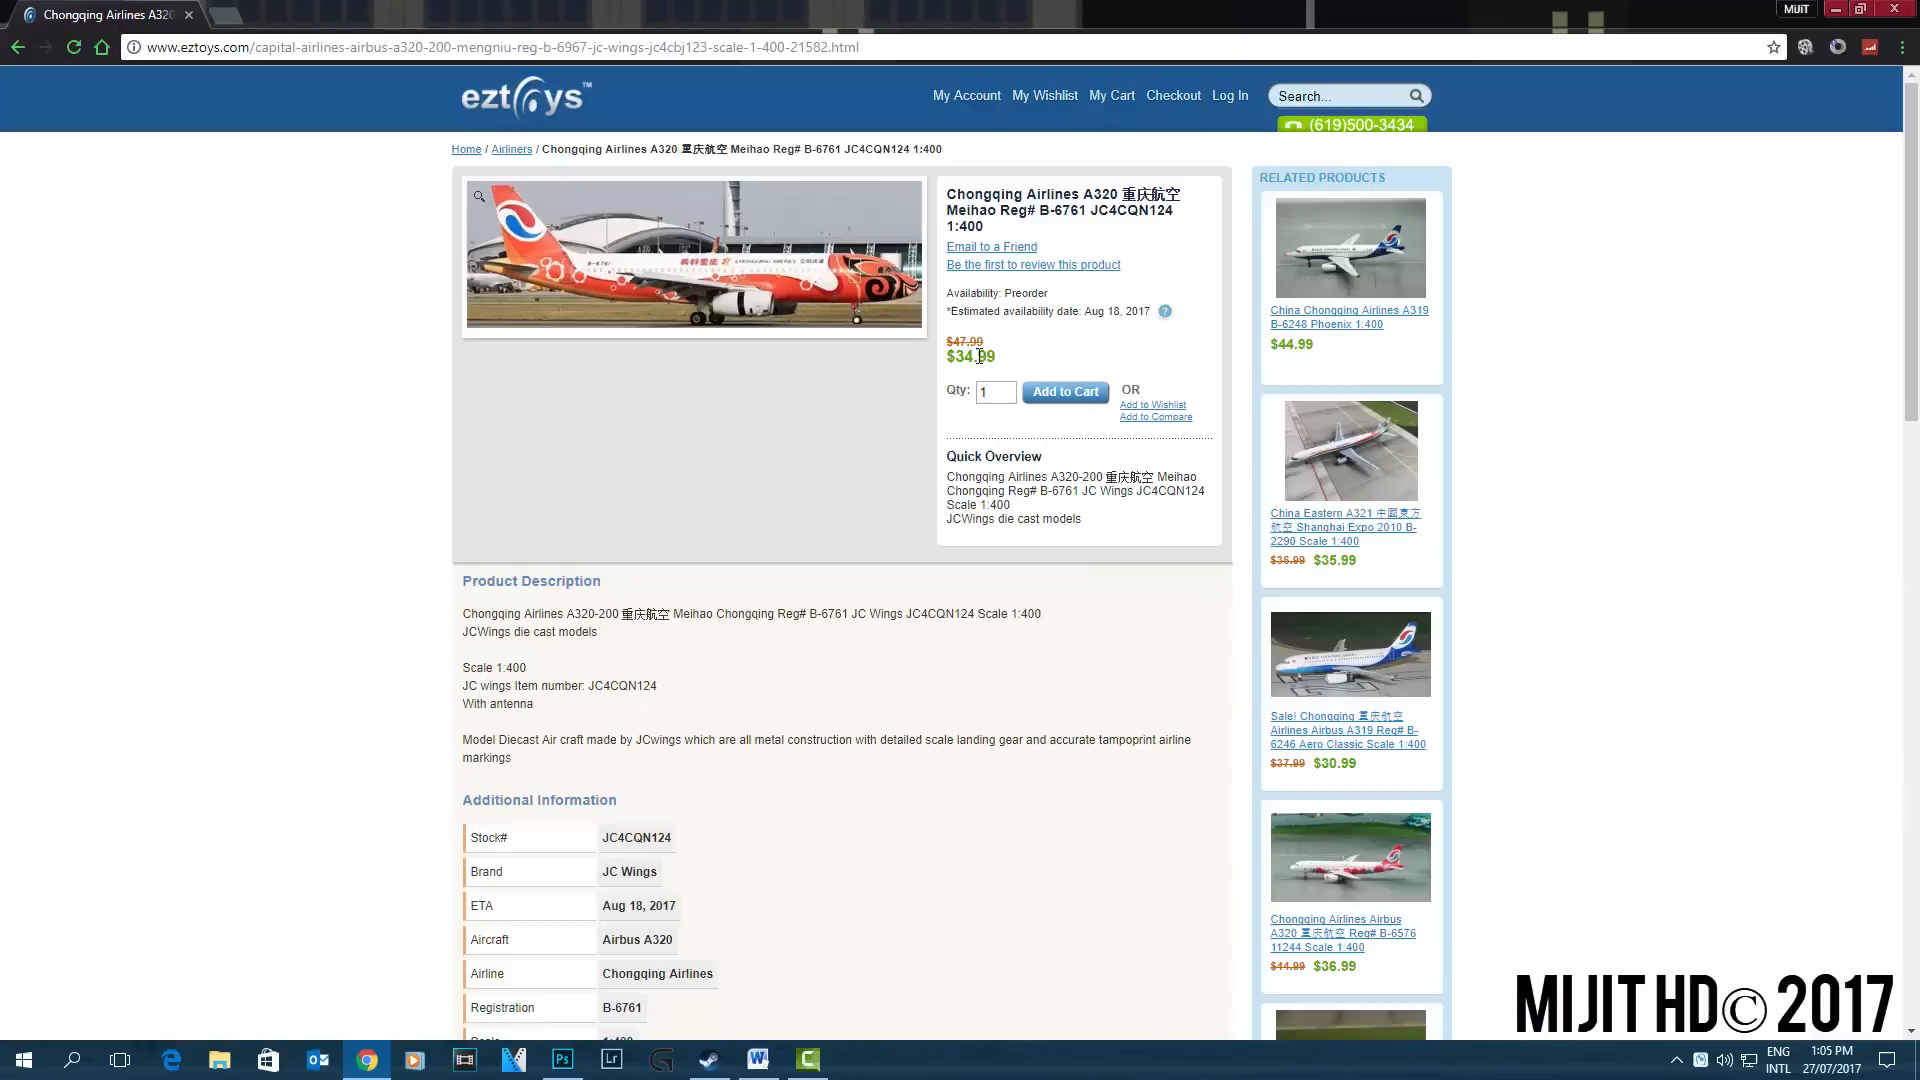 Chongqing Airlines A320
MIJIT
www.eztoys.com/capital-airlines-airbus-a320-200-mengniu-reg-b-6967-jc-wings-jc4cbj123-scale-1-400-21582.html
eztoys™
My Account My Wishlist My Cart Checkout Log In
Search...
(619)500-3434
Home / Airliners / Chongqing Airlines A320 重庆航空 Meihao Reg# B-6761 JC4CQN124 1:400
B-6761
CHONGQING AIRLINES
Chongqing Airlines A320 重庆航空
Meihao Reg# B-6761 JC4CQN124
1:400
Email to a Friend
Be the first to review this product
Availability: Preorder
*Estimated availability date: Aug 18, 2017 ?
$47.99
$34.99
Qty: 1 Add to Cart OR
Add to Wishlist
Add to Compare
Quick Overview
Chongqing Airlines A320-200 重庆航空 Meihao
Chongqing Reg# B-6761 JC Wings JC4CQN124
Scale 1:400
JCWings die cast models
Product Description
Chongqing Airlines A320-200 重庆航空 Meihao Chongqing Reg# B-6761 JC Wings JC4CQN124 Scale 1:400
JCWings die cast models
Scale 1:400
JC wings Item number: JC4CQN124
With antenna
Model Diecast Air craft made by JCwings which are all metal construction with detailed scale landing gear and accurate tampoprint airline
markings
Additional Information
Stock# JC4CQN124
Brand JC Wings
ETA Aug 18, 2017
Aircraft Airbus A320
Airline Chongqing Airlines
Registration B-6761
RELATED PRODUCTS
China Chongqing Airlines A319
B-6248 Phoenix 1:400
$44.99
China Eastern A321 中國東方
航空 Shanghai Expo 2010 B-
2290 Scale 1:400
$36.99 $35.99
Sale! Chongqing 重庆航空
Airlines Airbus A319 Reg# B-
6246 Aero Classic Scale 1:400
$37.99 $30.99
Chongqing Airlines Airbus
A320 重庆航空 Reg# B-6576
11244 Scale 1:400
$44.99 $36.99
MIJIT HD© 2017
Ps
Lr
ENG
INTL
1:05 PM
27/07/2017